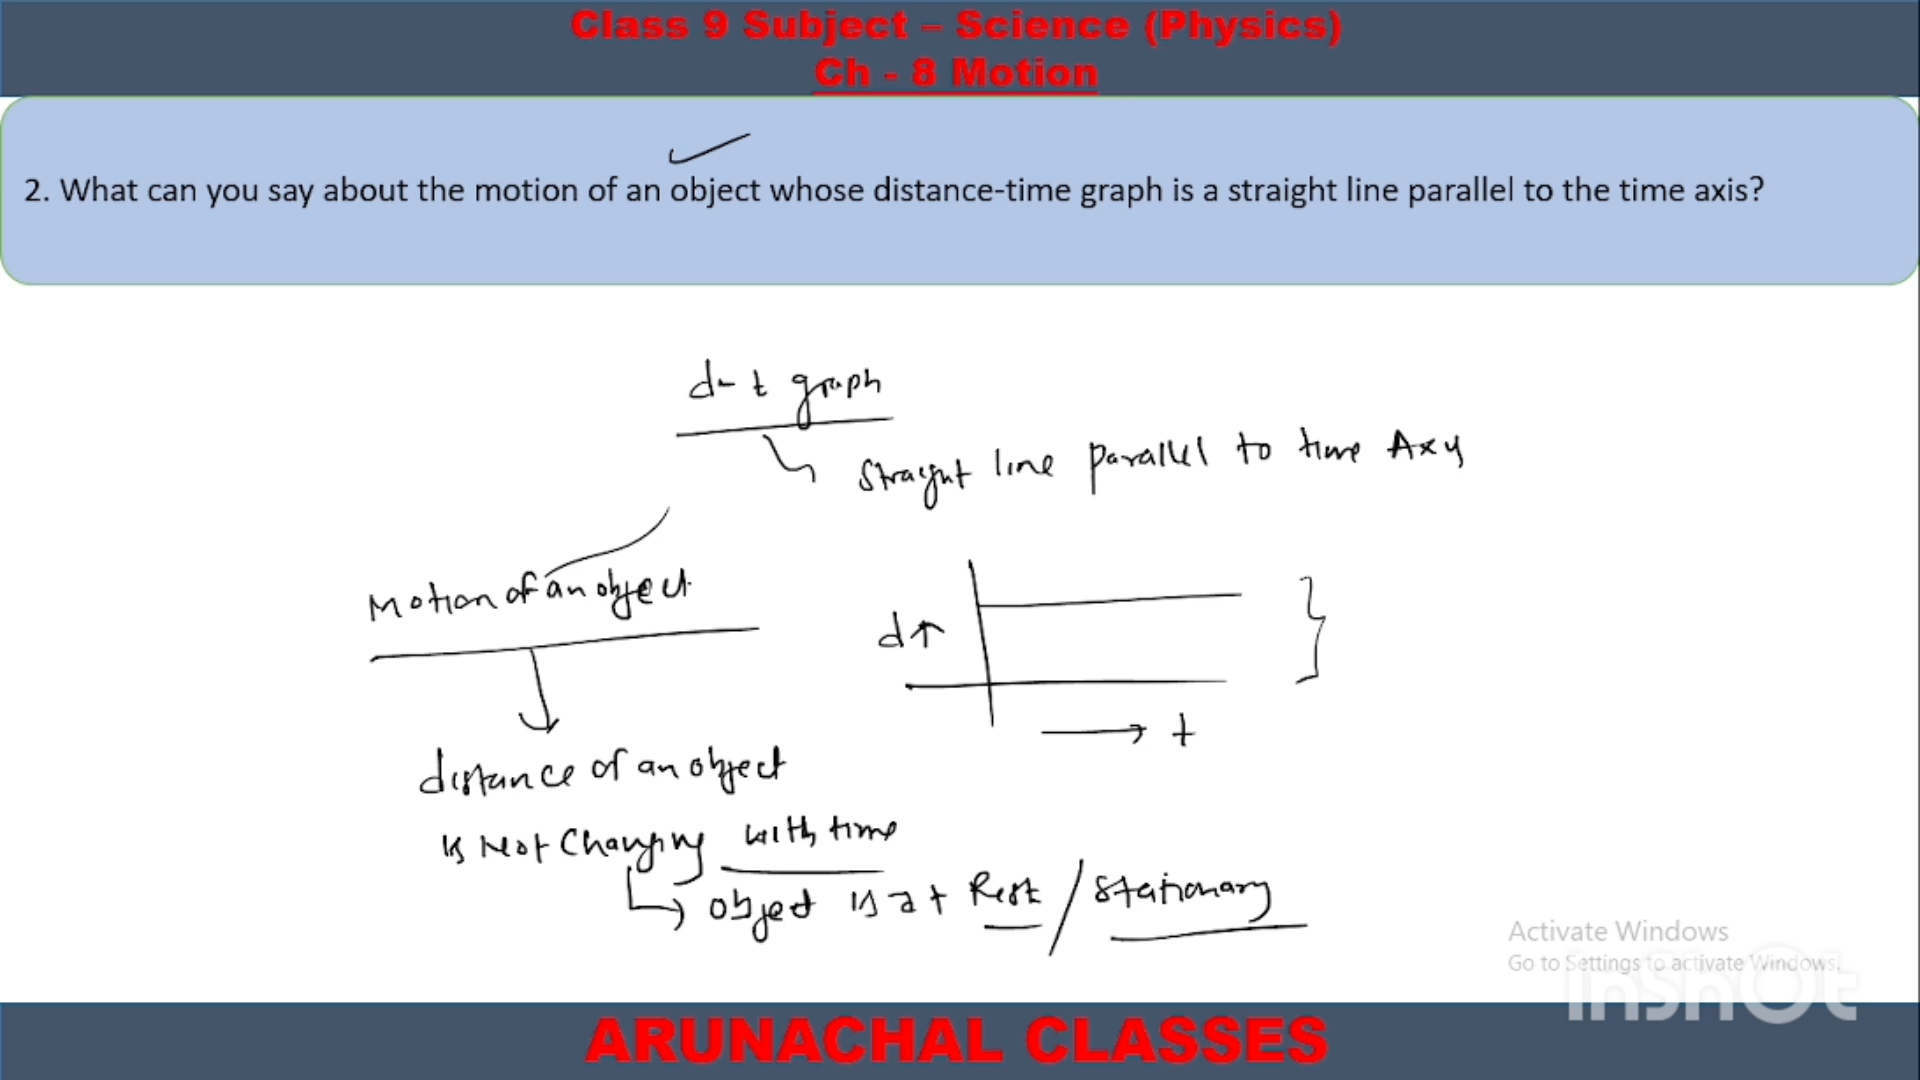 Class 9 Subject – Science (Physics)
Ch - 8 Motion
2. What can you say about the motion of an object whose distance-time graph is a straight line parallel to the time axis?
d-t graph
Straight line parallel to time Axis
Motion of an object
d↑
→ t
distance of an object
is Not Changing with time
↳ object is at Rest / Stationary
Activate Windows
Go to Settings to activate Windows.
InShOt
ARUNACHAL CLASSES